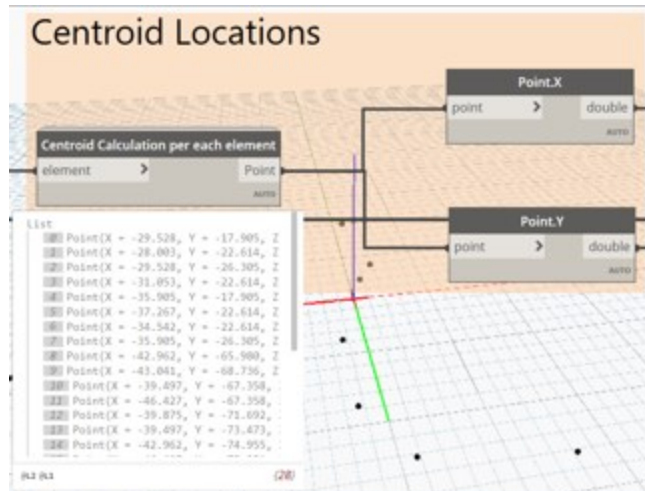 Centroid Locations
Point.X
point > double
AUTO
Centroid Calculation per each element
element > Point
AUTO
Point.Y
point > double
AUTO
List
0 Point(X = -29.528, Y = -17.905, Z
1 Point(X = -28.003, Y = -22.614, Z
2 Point(X = -29.528, Y = -26.305, Z
3 Point(X = -31.053, Y = -22.614, Z
4 Point(X = -35.905, Y = -17.905, Z
5 Point(X = -37.267, Y = -22.614, Z
6 Point(X = -34.542, Y = -22.614, Z
7 Point(X = -35.905, Y = -26.305, Z
8 Point(X = -42.962, Y = -65.980, Z
9 Point(X = -43.041, Y = -68.736, Z
10 Point(X = -39.497, Y = -67.358,
11 Point(X = -46.427, Y = -67.358,
12 Point(X = -39.875, Y = -71.692,
13 Point(X = -39.497, Y = -73.473,
14 Point(X = -42.962, Y = -74.955,
@L2 @L1 {28}